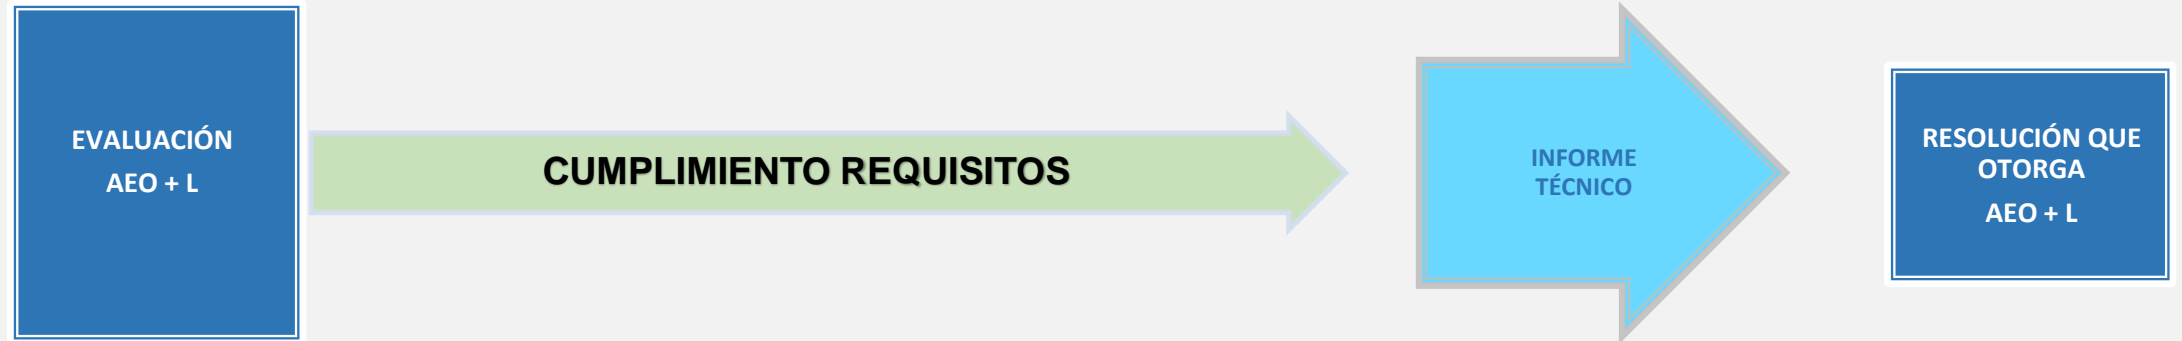 EVALUACIÓN
AEO + L
CUMPLIMIENTO REQUISITOS
INFORME
TÉCNICO
RESOLUCIÓN QUE
OTORGA
AEO + L